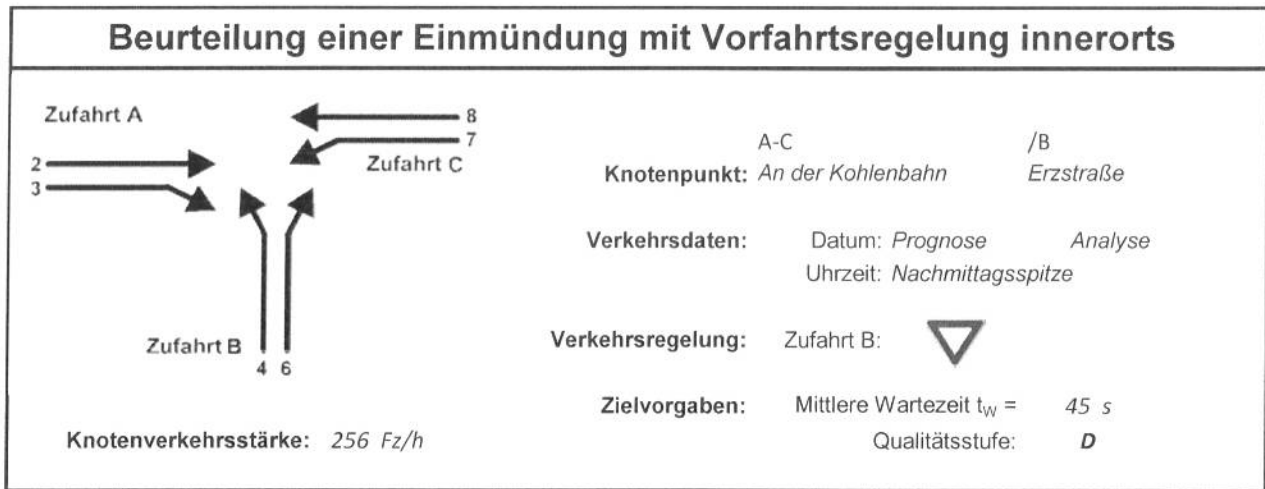 Beurteilung einer Einmündung mit Vorfahrtsregelung innerorts
Zufahrt A
8
7
2
Zufahrt C
3
Zufahrt B
4 6
Knotenverkehrsstärke: 256 Fz/h
A-C /B
Knotenpunkt: An der Kohlenbahn Erzstraße
Verkehrsdaten: Datum: Prognose Analyse
Uhrzeit: Nachmittagsspitze
Verkehrsregelung: Zufahrt B:
Zielvorgaben: Mittlere Wartezeit tW = 45 s
Qualitätsstufe: D